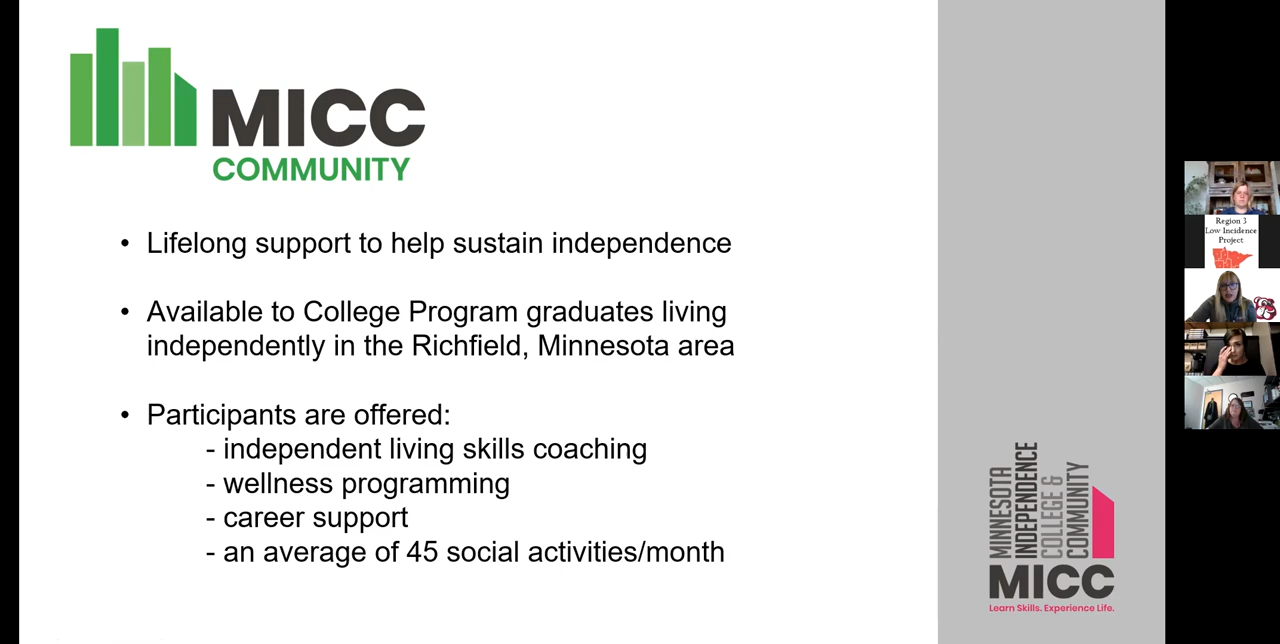 MICC
COMMUNITY
• Lifelong support to help sustain independence
• Available to College Program graduates living
independently in the Richfield, Minnesota area
• Participants are offered:
- independent living skills coaching
- wellness programming
- career support
- an average of 45 social activities/month
MINNESOTA
INDEPENDENCE
COLLEGE &
COMMUNITY
MICC
Learn Skills. Experience Life.
Region 3
Low Incidence
Project